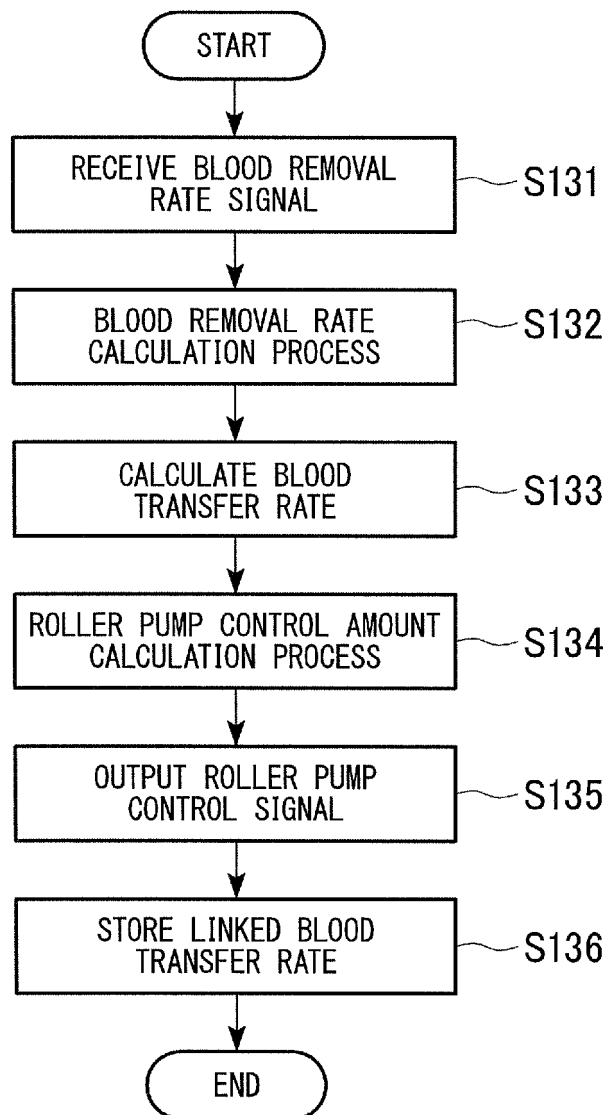 START
RECEIVE BLOOD REMOVAL
RATE SIGNAL
S131
BLOOD REMOVAL RATE
CALCULATION PROCESS
S132
CALCULATE BLOOD
TRANSFER RATE
S133
ROLLER PUMP CONTROL AMOUNT
CALCULATION PROCESS
S134
OUTPUT ROLLER PUMP
CONTROL SIGNAL
S135
STORE LINKED BLOOD
TRANSFER RATE
S136
END